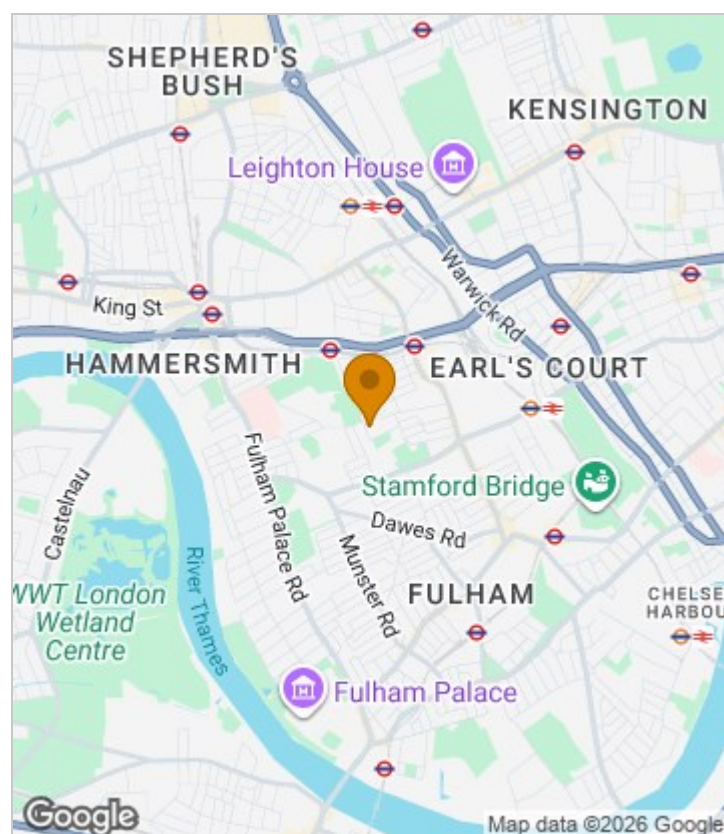 SHEPHERD'S
BUSH
KENSINGTON
Leighton House
Warwick Rd
King St
HAMMERSMITH
EARL'S COURT
Fulham Palace Rd
Stamford Bridge
Castelnau
Dawes Rd
Munster Rd
River Thames
WWT London
Wetland
Centre
FULHAM
CHELSE
HARBOU
Fulham Palace
Google
Map data ©2026 Google